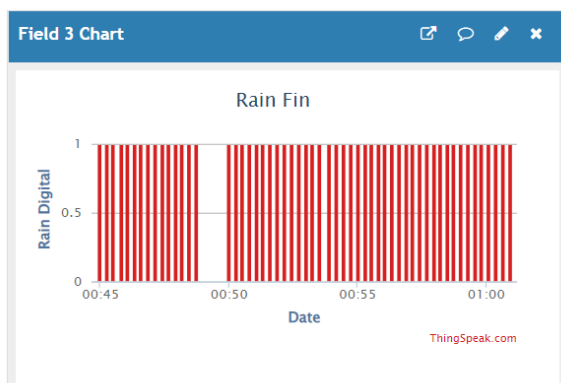 Field 3 Chart
Rain Fin
Rain Digital
1
0.5
0
00:45 00:50 00:55 01:00
Date
ThingSpeak.com